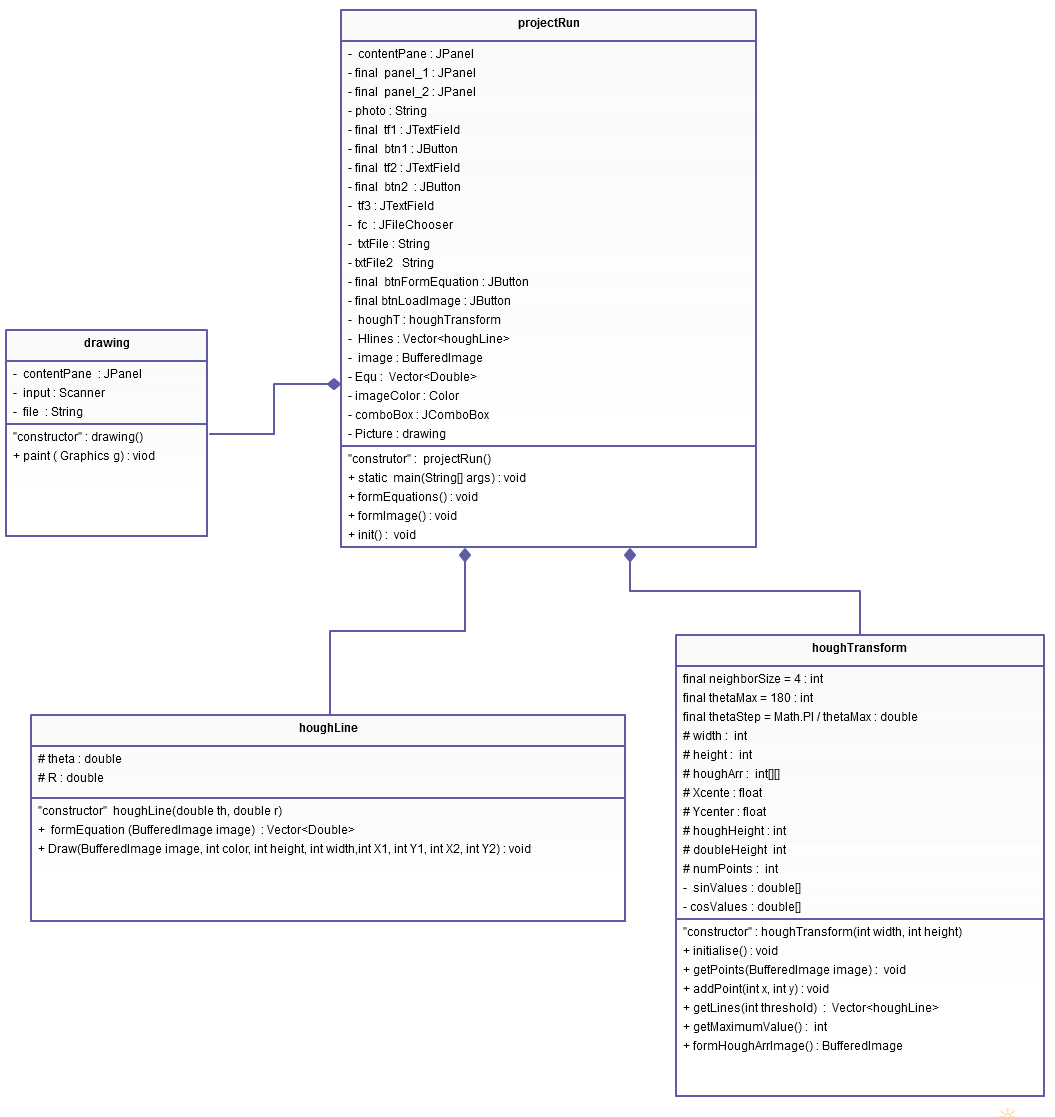 projectRun
- contentPane : JPanel
- final panel_1 : JPanel
- final panel_2 : JPanel
- photo : String
- final tf1 : JTextField
- final btn1 : JButton
- final tf2 : JTextField
- final btn2 : JButton
- tf3 : JTextField
- fc : JFileChooser
- txtFile : String
- txtFile2 String
- final btnFormEquation : JButton
- final btnLoadImage : JButton
- houghT : houghTransform
- Hlines : Vector<houghLine>
- image : BufferedImage
- Equ : Vector<Double>
- imageColor : Color
- comboBox : JComboBox
- Picture : drawing
"construtor" : projectRun()
+ static main(String[] args) : void
+ formEquations() : void
+ formImage() : void
+ init() : void
drawing
- contentPane : JPanel
- input : Scanner
- file : String
"constructor" : drawing()
+ paint ( Graphics g) : viod
houghLine
# theta : double
# R : double
"constructor" houghLine(double th, double r)
+ formEquation (BufferedImage image) : Vector<Double>
+ Draw(BufferedImage image, int color, int height, int width,int X1, int Y1, int X2, int Y2) : void
houghTransform
final neighborSize = 4 : int
final thetaMax = 180 : int
final thetaStep = Math.PI / thetaMax : double
# width : int
# height : int
# houghArr : int[][]
# Xcente : float
# Ycenter : float
# houghHeight : int
# doubleHeight int
# numPoints : int
- sinValues : double[]
- cosValues : double[]
"constructor" : houghTransform(int width, int height)
+ initialise() : void
+ getPoints(BufferedImage image) : void
+ addPoint(int x, int y) : void
+ getLines(int threshold) : Vector<houghLine>
+ getMaximumValue() : int
+ formHoughArrImage() : BufferedImage